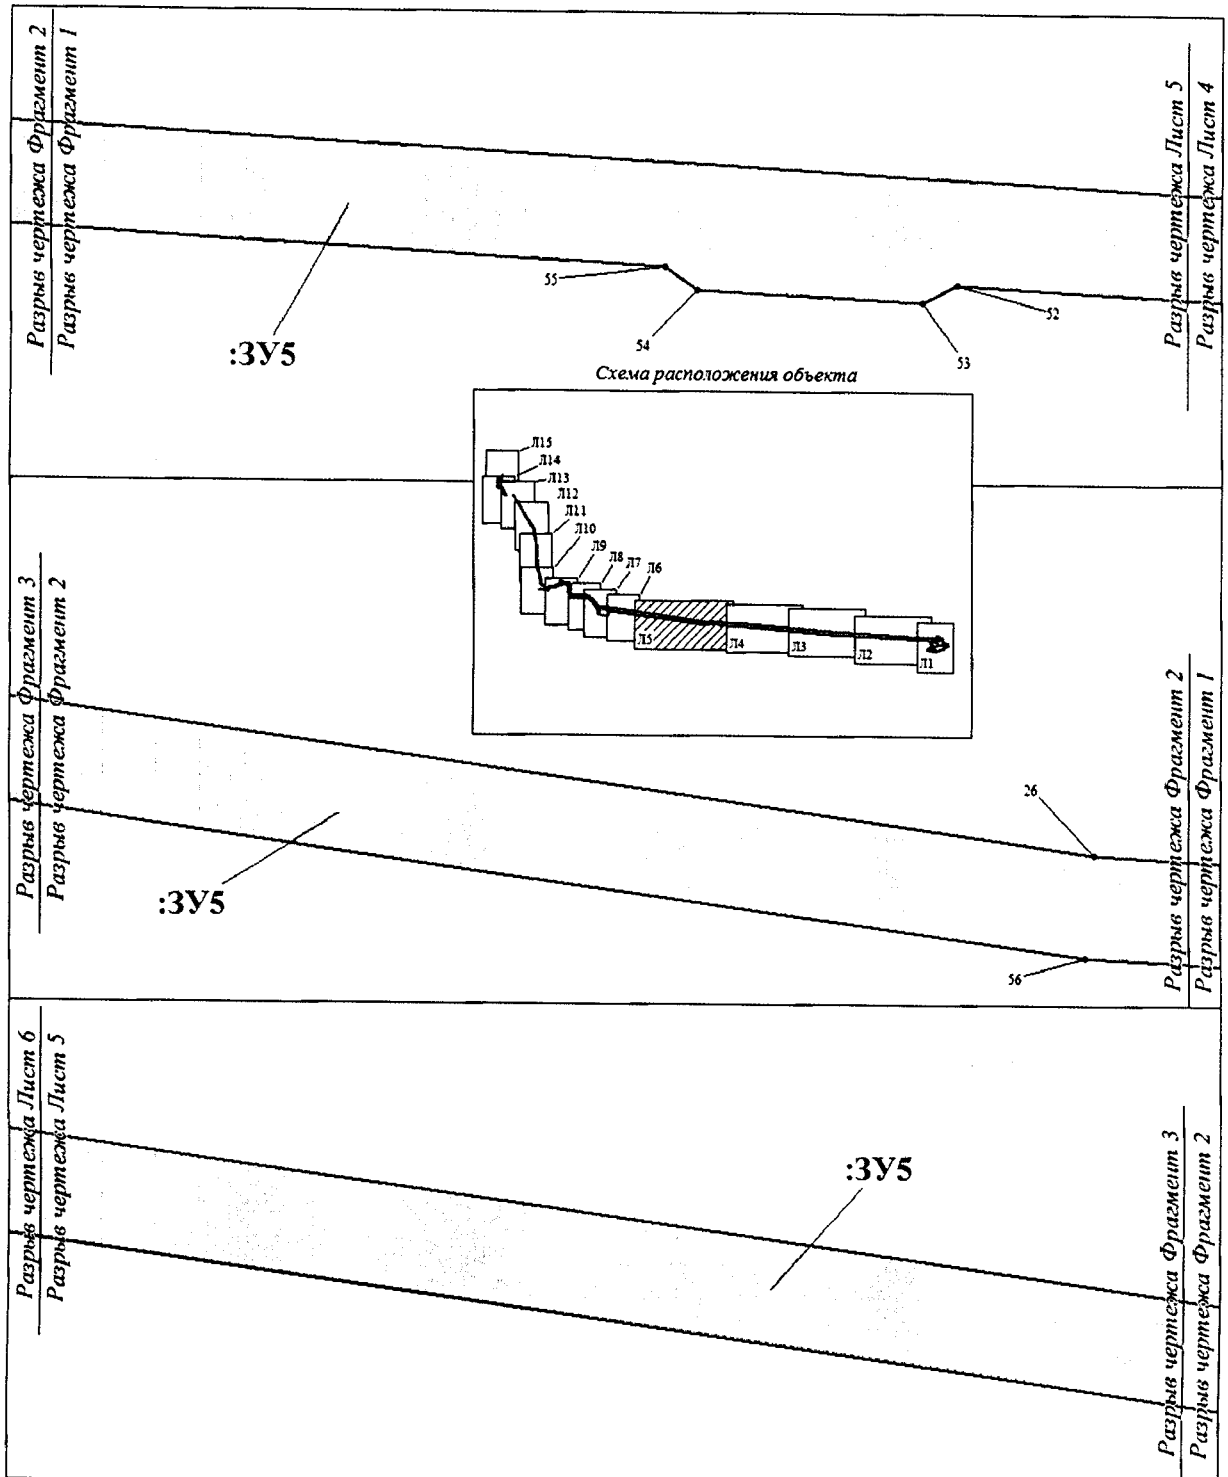 Разрыв чертежа Фрагмент 2
Разрыв чертежа Фрагмент 1
Разрыв чертежа Лист 5
Разрыв чертежа Лист 4
55
54
52
53
:ЗУ5
Схема расположения объекта
Л15
Л14
Л13
Л12
Л11
Л10
Л9
Л8
Л7
Л6
Л5
Л4
Л3
Л2
Л1
Разрыв чертежа Фрагмент 3
Разрыв чертежа Фрагмент 2
Разрыв чертежа Фрагмент 2
Разрыв чертежа Фрагмент 1
26
:ЗУ5
56
Разрыв чертежа Лист 6
Разрыв чертежа Лист 5
:ЗУ5
Разрыв чертежа Фрагмент 3
Разрыв чертежа Фрагмент 2